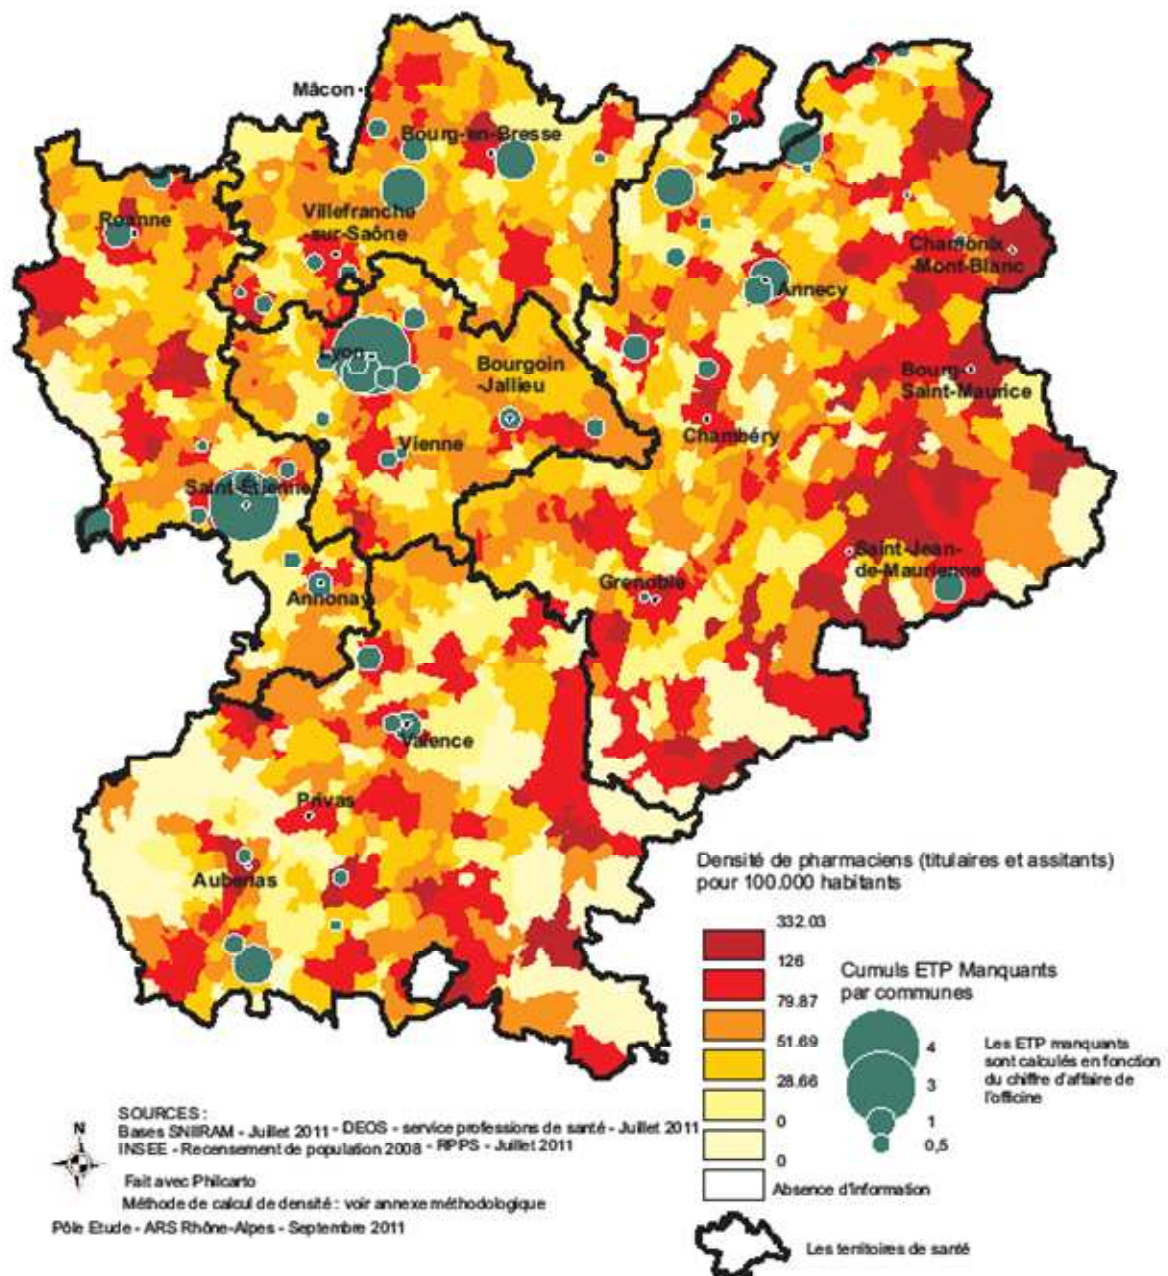 Mâcon
Bourg-en-Bresse
Roanne
Villefranche
-sur-Saône
Chamonix
-Mont-Blanc
Annecy
Lyon
Bourgoin
-Jallieu
Bourg-
Saint-Maurice
Chambéry
Vienne
Saint-Étienne
Saint-Jean-
de-Maurienne
Grenoble
Annonay
Valence
Privas
Aubenas
Densité de pharmaciens (titulaires et assitants)
pour 100.000 habitants
332.03
126
79.87
51.69
28.66
0
0
Absence d'information
Cumuls ETP Manquants
par communes
4
3
1
0,5
Les ETP manquants
sont calculés en fonction
du chiffre d'affaire de
l'officine
Les territoires de santé
N
SOURCES :
Bases SNIIRAM - Juillet 2011 - DEOS - service professions de santé - Juillet 2011
INSEE - Recensement de population 2008 - RPPS - Juillet 2011
Fait avec Philcarto
Méthode de calcul de densité : voir annexe méthodologique
Pôle Etude - ARS Rhône-Alpes - Septembre 2011